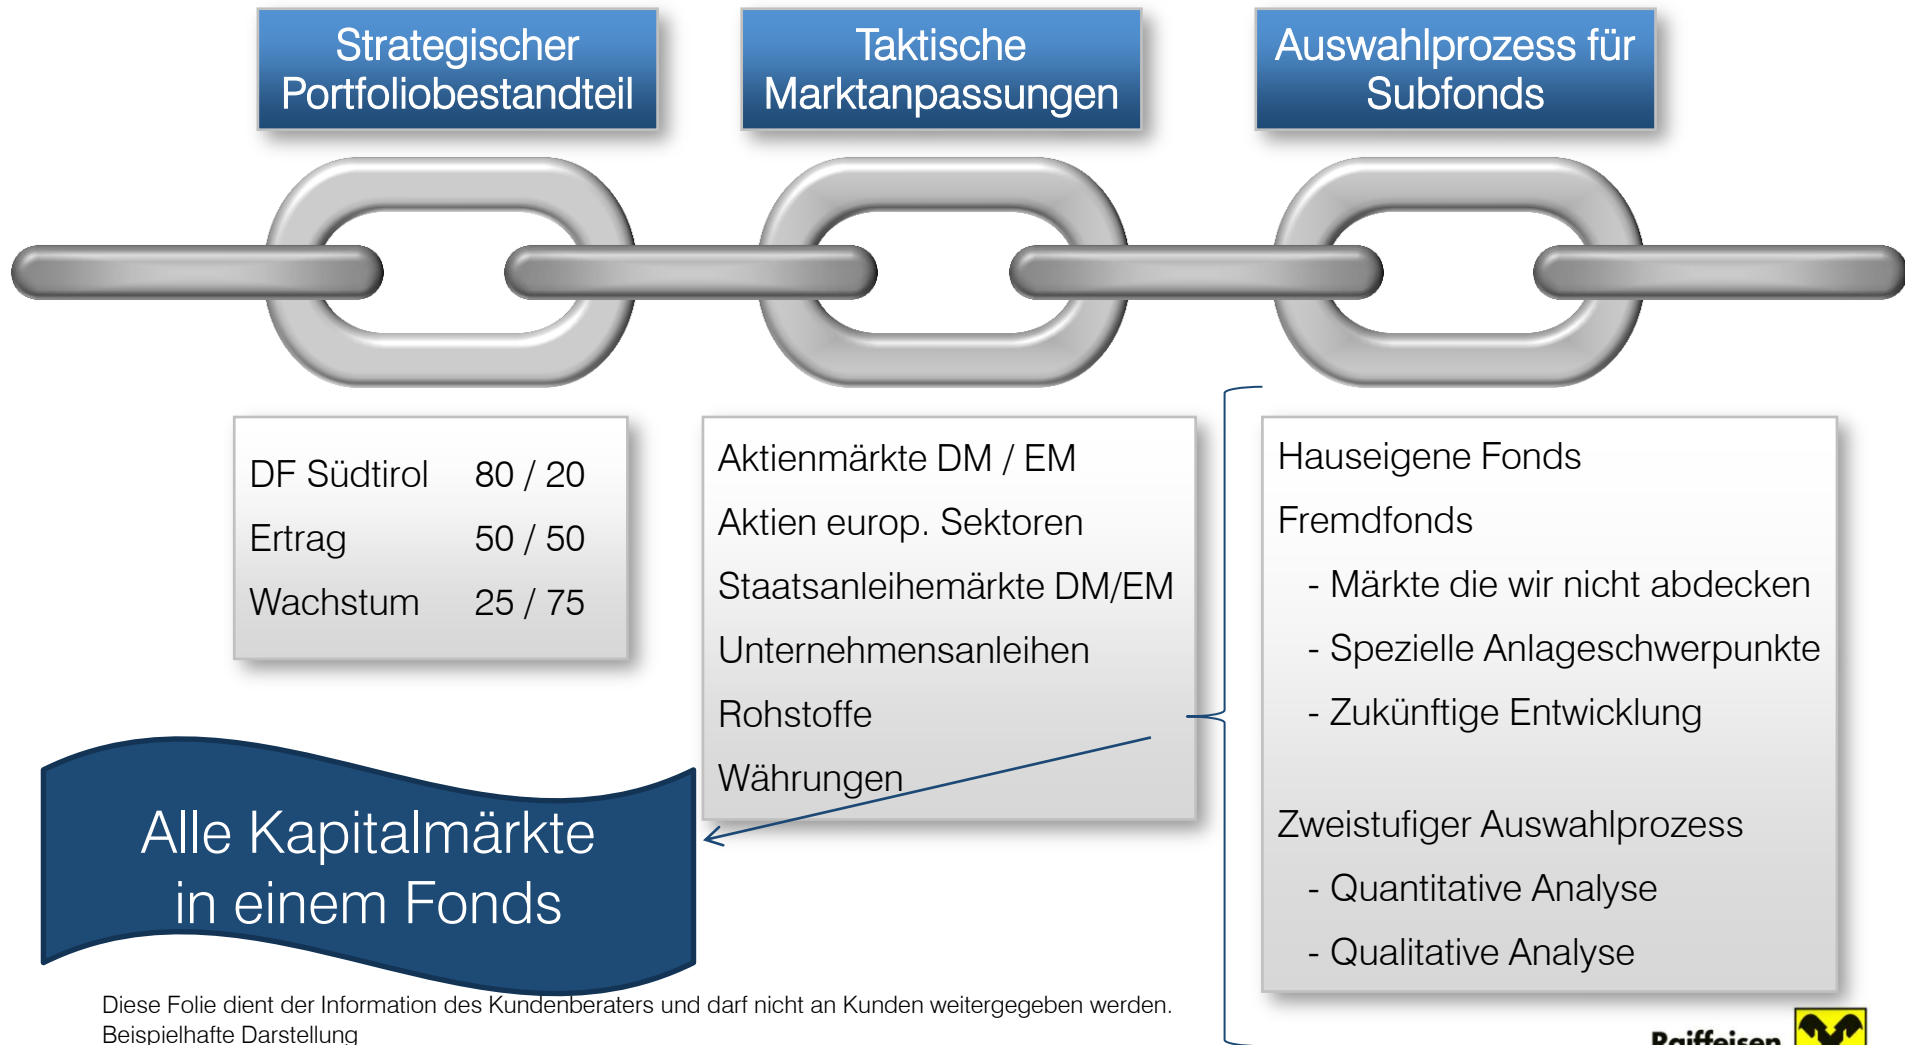 Strategischer
Portfoliobestandteil
Taktische
Marktanpassungen
Auswahlprozess für
Subfonds
DF Südtirol 80 / 20
Ertrag 50 / 50
Wachstum 25 / 75
Aktienmärkte DM / EM
Aktien europ. Sektoren
Staatsanleihemärkte DM/EM
Unternehmensanleihen
Rohstoffe
Währungen
Hauseigene Fonds
Fremdfonds
- Märkte die wir nicht abdecken
- Spezielle Anlageschwerpunkte
- Zukünftige Entwicklung
Zweistufiger Auswahlprozess
- Quantitative Analyse
- Qualitative Analyse
Alle Kapitalmärkte
in einem Fonds
Diese Folie dient der Information des Kundenberaters und darf nicht an Kunden weitergegeben werden.
Beispielhafte Darstellung
Raiffeisen